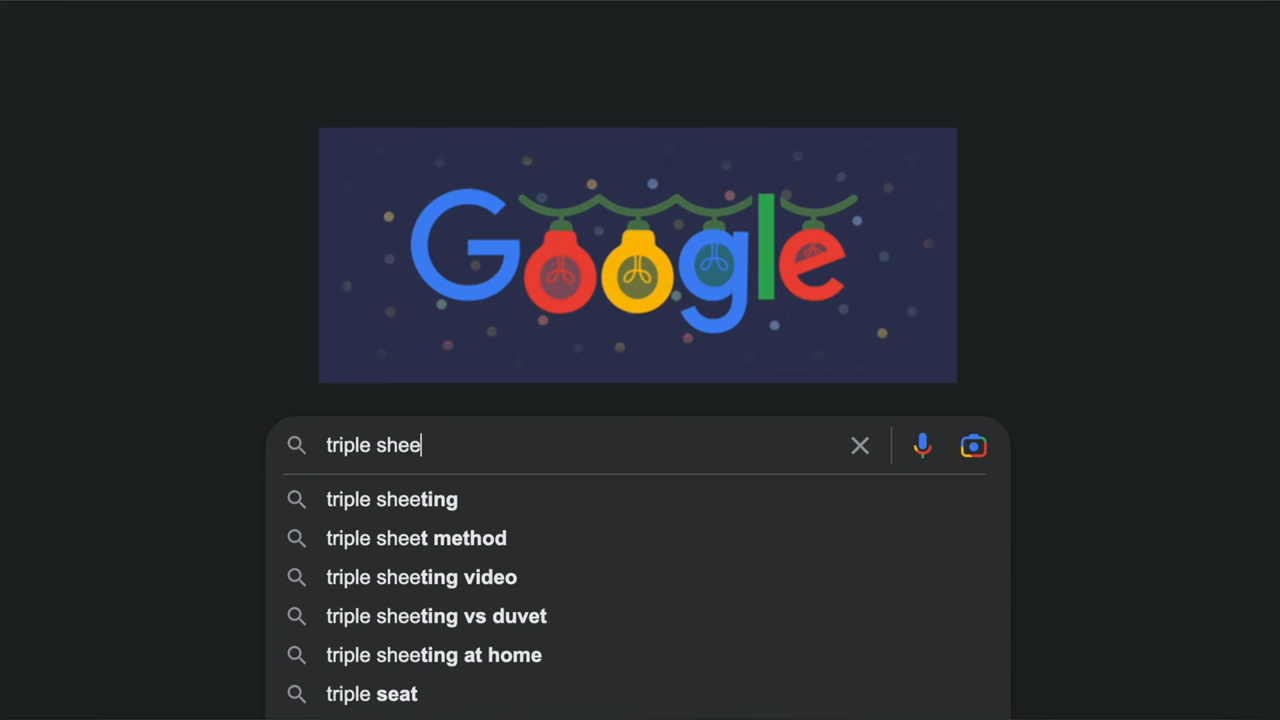 Google
triple shee
triple sheeting
triple sheet method
triple sheeting video
triple sheeting vs duvet
triple sheeting at home
triple seat